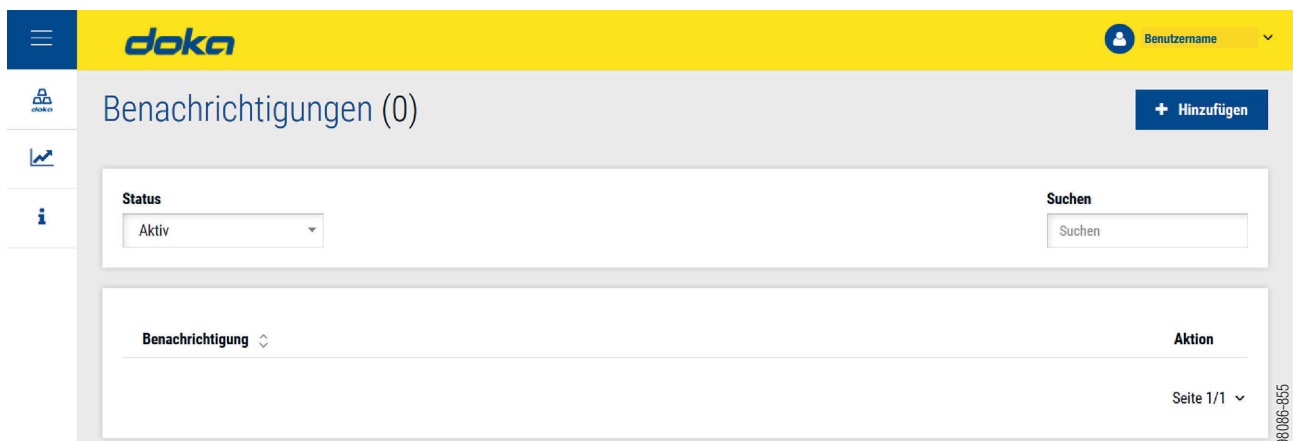 doka
Benutzername
doka
Benachrichtigungen (0)
+ Hinzufügen
Status
Suchen
Aktiv
Suchen
Benachrichtigung
Aktion
Seite 1/1
98086-855